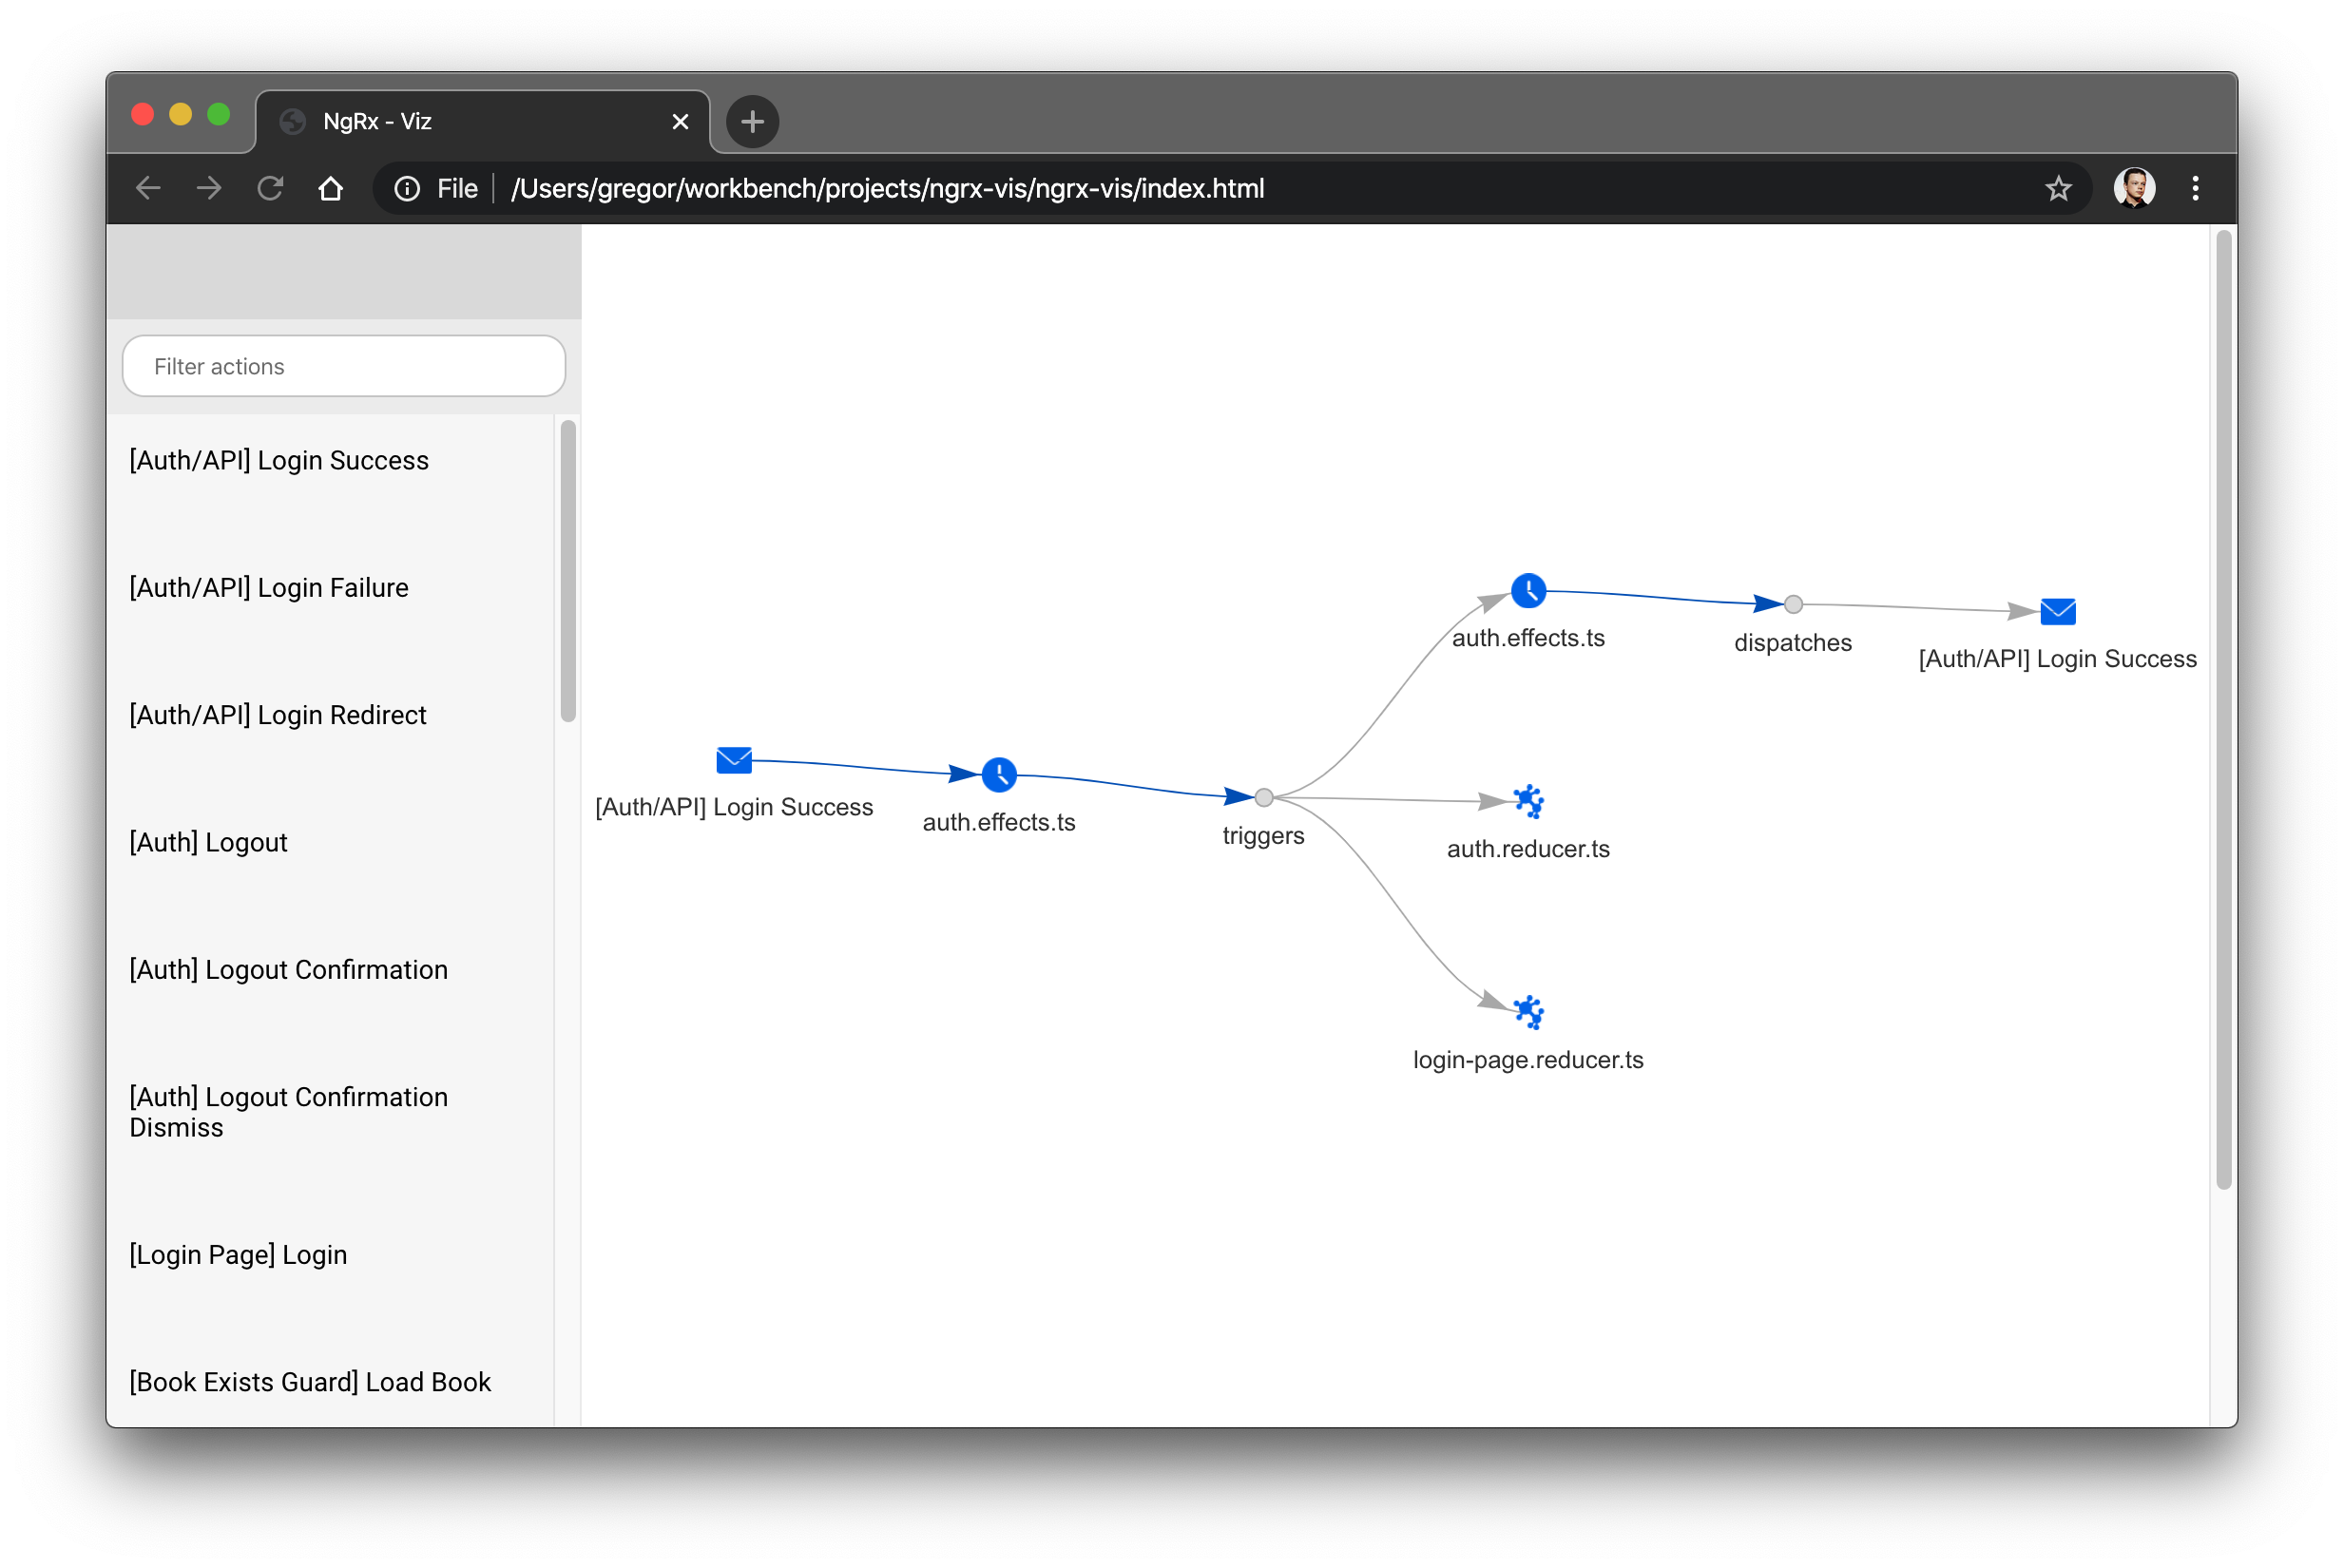 NgRx - Viz
File
/Users/gregor/workbench/projects/ngrx-vis/ngrx-vis/index.html
Filter actions
[Auth/API] Login Success
[Auth/API] Login Failure
[Auth/API] Login Redirect
[Auth] Logout
[Auth] Logout Confirmation
[Auth] Logout Confirmation
Dismiss
[Login Page] Login
[Book Exists Guard] Load Book
[Auth/API] Login Success
auth.effects.ts
triggers
auth.effects.ts
dispatches
[Auth/API] Login Success
auth.reducer.ts
login-page.reducer.ts